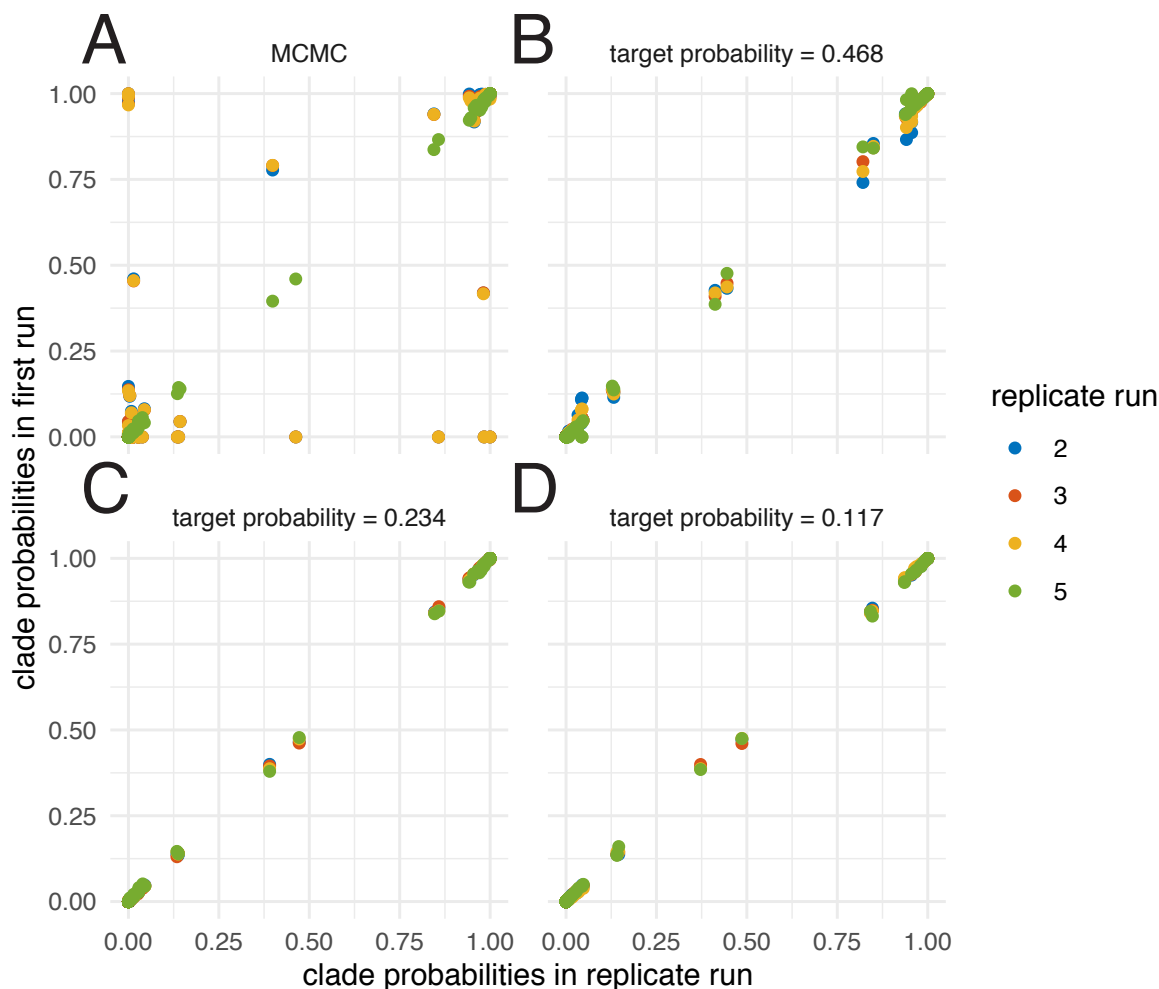 A
MCMC
B
target probability = 0.468
1.00
0.75
0.50
0.25
0.00
C
target probability = 0.234
D
target probability = 0.117
1.00
0.75
0.50
0.25
0.00
0.00 0.25 0.50 0.75 1.00
0.00 0.25 0.50 0.75 1.00
clade probabilities in replicate run
clade probabilities in first run
replicate run
2
3
4
5